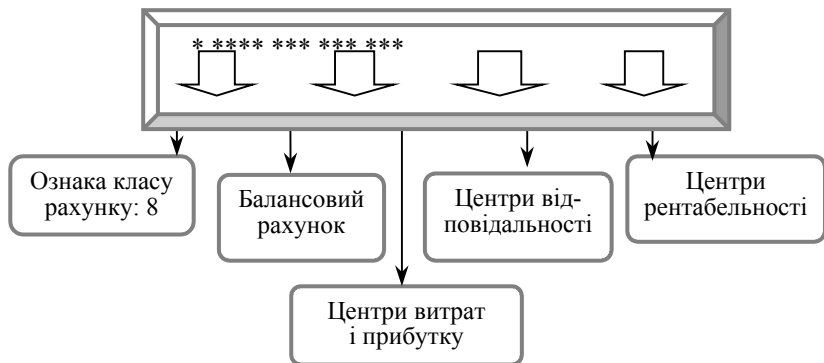 * **** *** *** ***
Ознака класу
рахунку: 8
Балансовий
рахунок
Центри від-
повідальності
Центри
рентабельності
Центри витрат
і прибутку